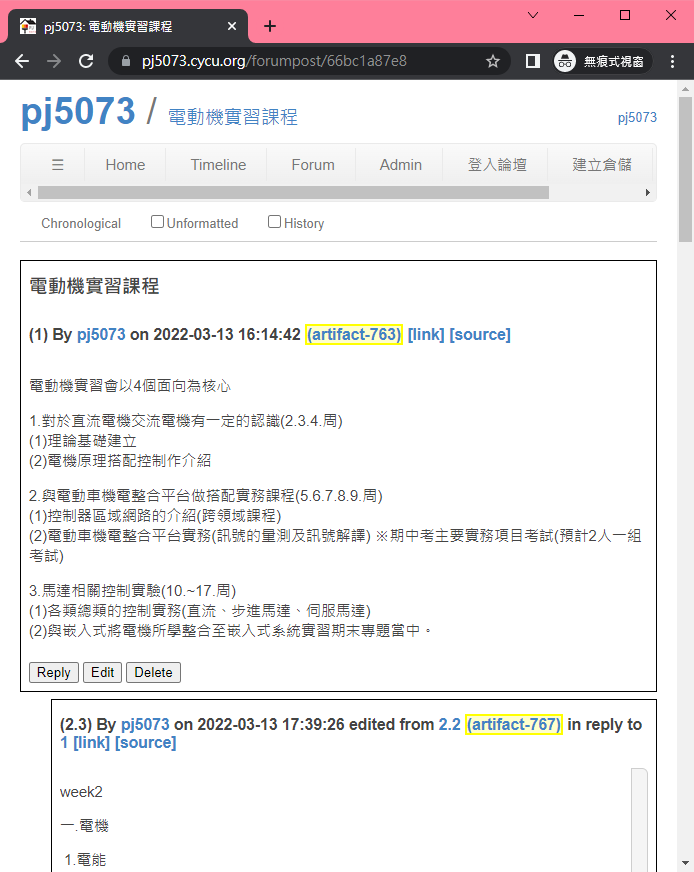 pj5073: 電動機實習課程
pj5073.cycu.org/forumpost/66bc1a87e8
無痕式視窗
pj5073 / 電動機實習課程
pj5073
☰ Home Timeline Forum Admin 登入論壇 建立倉儲
Chronological Unformatted History
電動機實習課程
(1) By pj5073 on 2022-03-13 16:14:42 (artifact-763) [link] [source]
電動機實習會以4個面向為核心
1.對於直流電機交流電機有一定的認識(2.3.4.周)
(1)理論基礎建立
(2)電機原理搭配控制作介紹
2.與電動車機電整合平台做搭配實務課程(5.6.7.8.9.周)
(1)控制器區域網路的介紹(跨領域課程)
(2)電動車機電整合平台實務(訊號的量測及訊號解譯) ※期中考主要實務項目考試(預計2人一組
考試)
3.馬達相關控制實驗(10.~17.周)
(1)各類總類的控制實務(直流、步進馬達、伺服馬達)
(2)與嵌入式將電機所學整合至嵌入式系統實習期末專題當中。
Reply Edit Delete
(2.3) By pj5073 on 2022-03-13 17:39:26 edited from 2.2 (artifact-767) in reply to
1 [link] [source]
week2
一.電機
1.電能